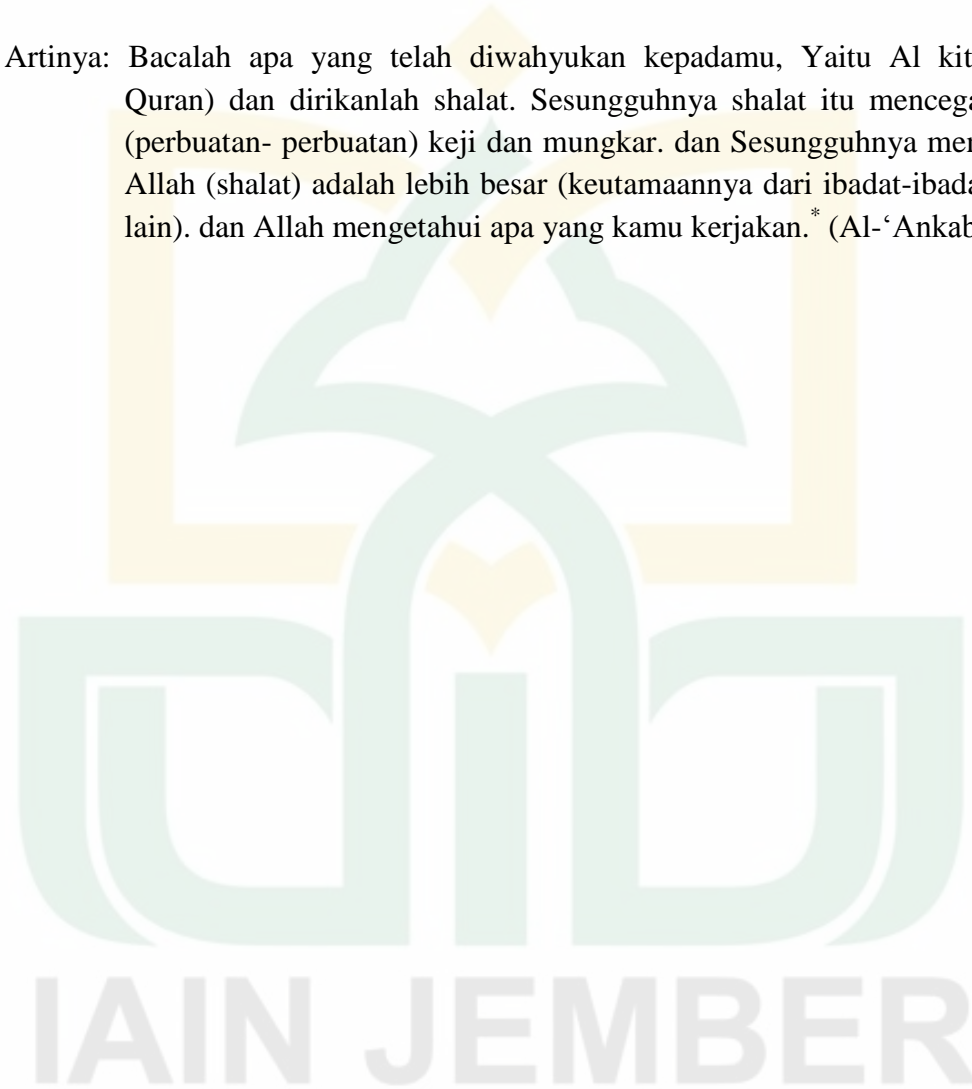 Artinya: Bacalah apa yang telah diwahyukan kepadamu, Yaitu Al kit
Quran) dan dirikanlah shalat. Sesungguhnya shalat itu mencega
(perbuatan- perbuatan) keji dan mungkar. dan Sesungguhnya men
Allah (shalat) adalah lebih besar (keutamaannya dari ibadat-ibada
lain). dan Allah mengetahui apa yang kamu kerjakan.* (Al-‘Ankab
IAIN JEMBER